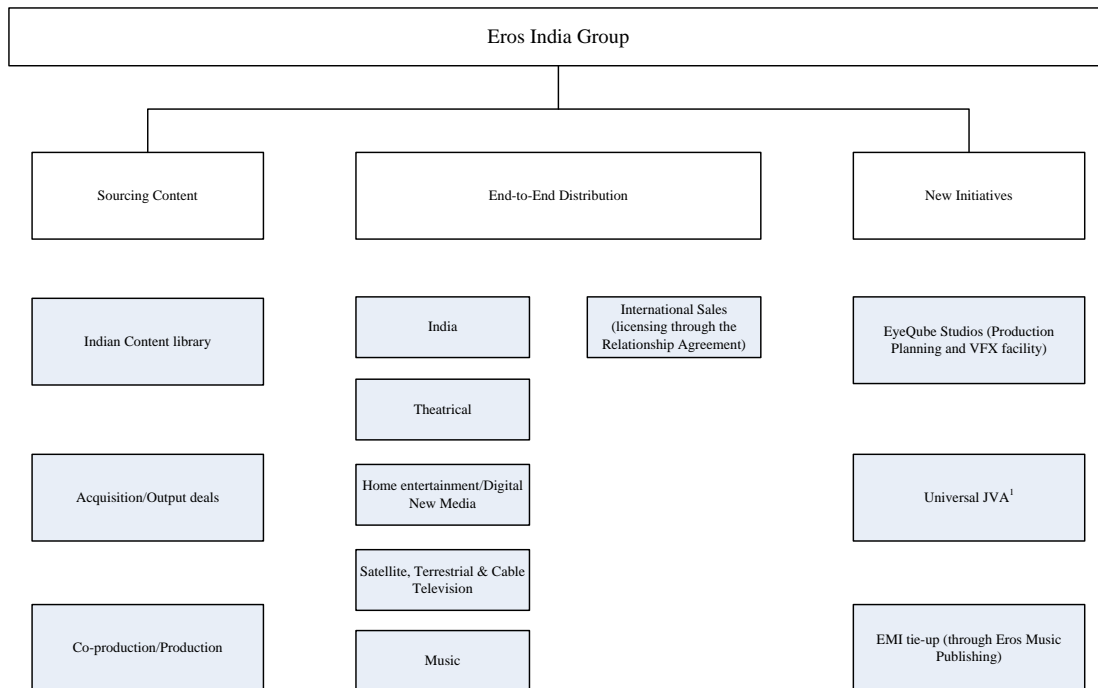 Eros India Group
Sourcing Content
End-to-End Distribution
New Initiatives
Indian Content library
India
International Sales
(licensing through the
Relationship Agreement)
EyeQube Studios (Production
Planning and VFX facility)
Theatrical
Acquisition/Output deals
Home entertainment/Digital
New Media
Universal JVA¹
Satellite, Terrestrial & Cable
Television
Co-production/Production
Music
EMI tie-up (through Eros Music
Publishing)